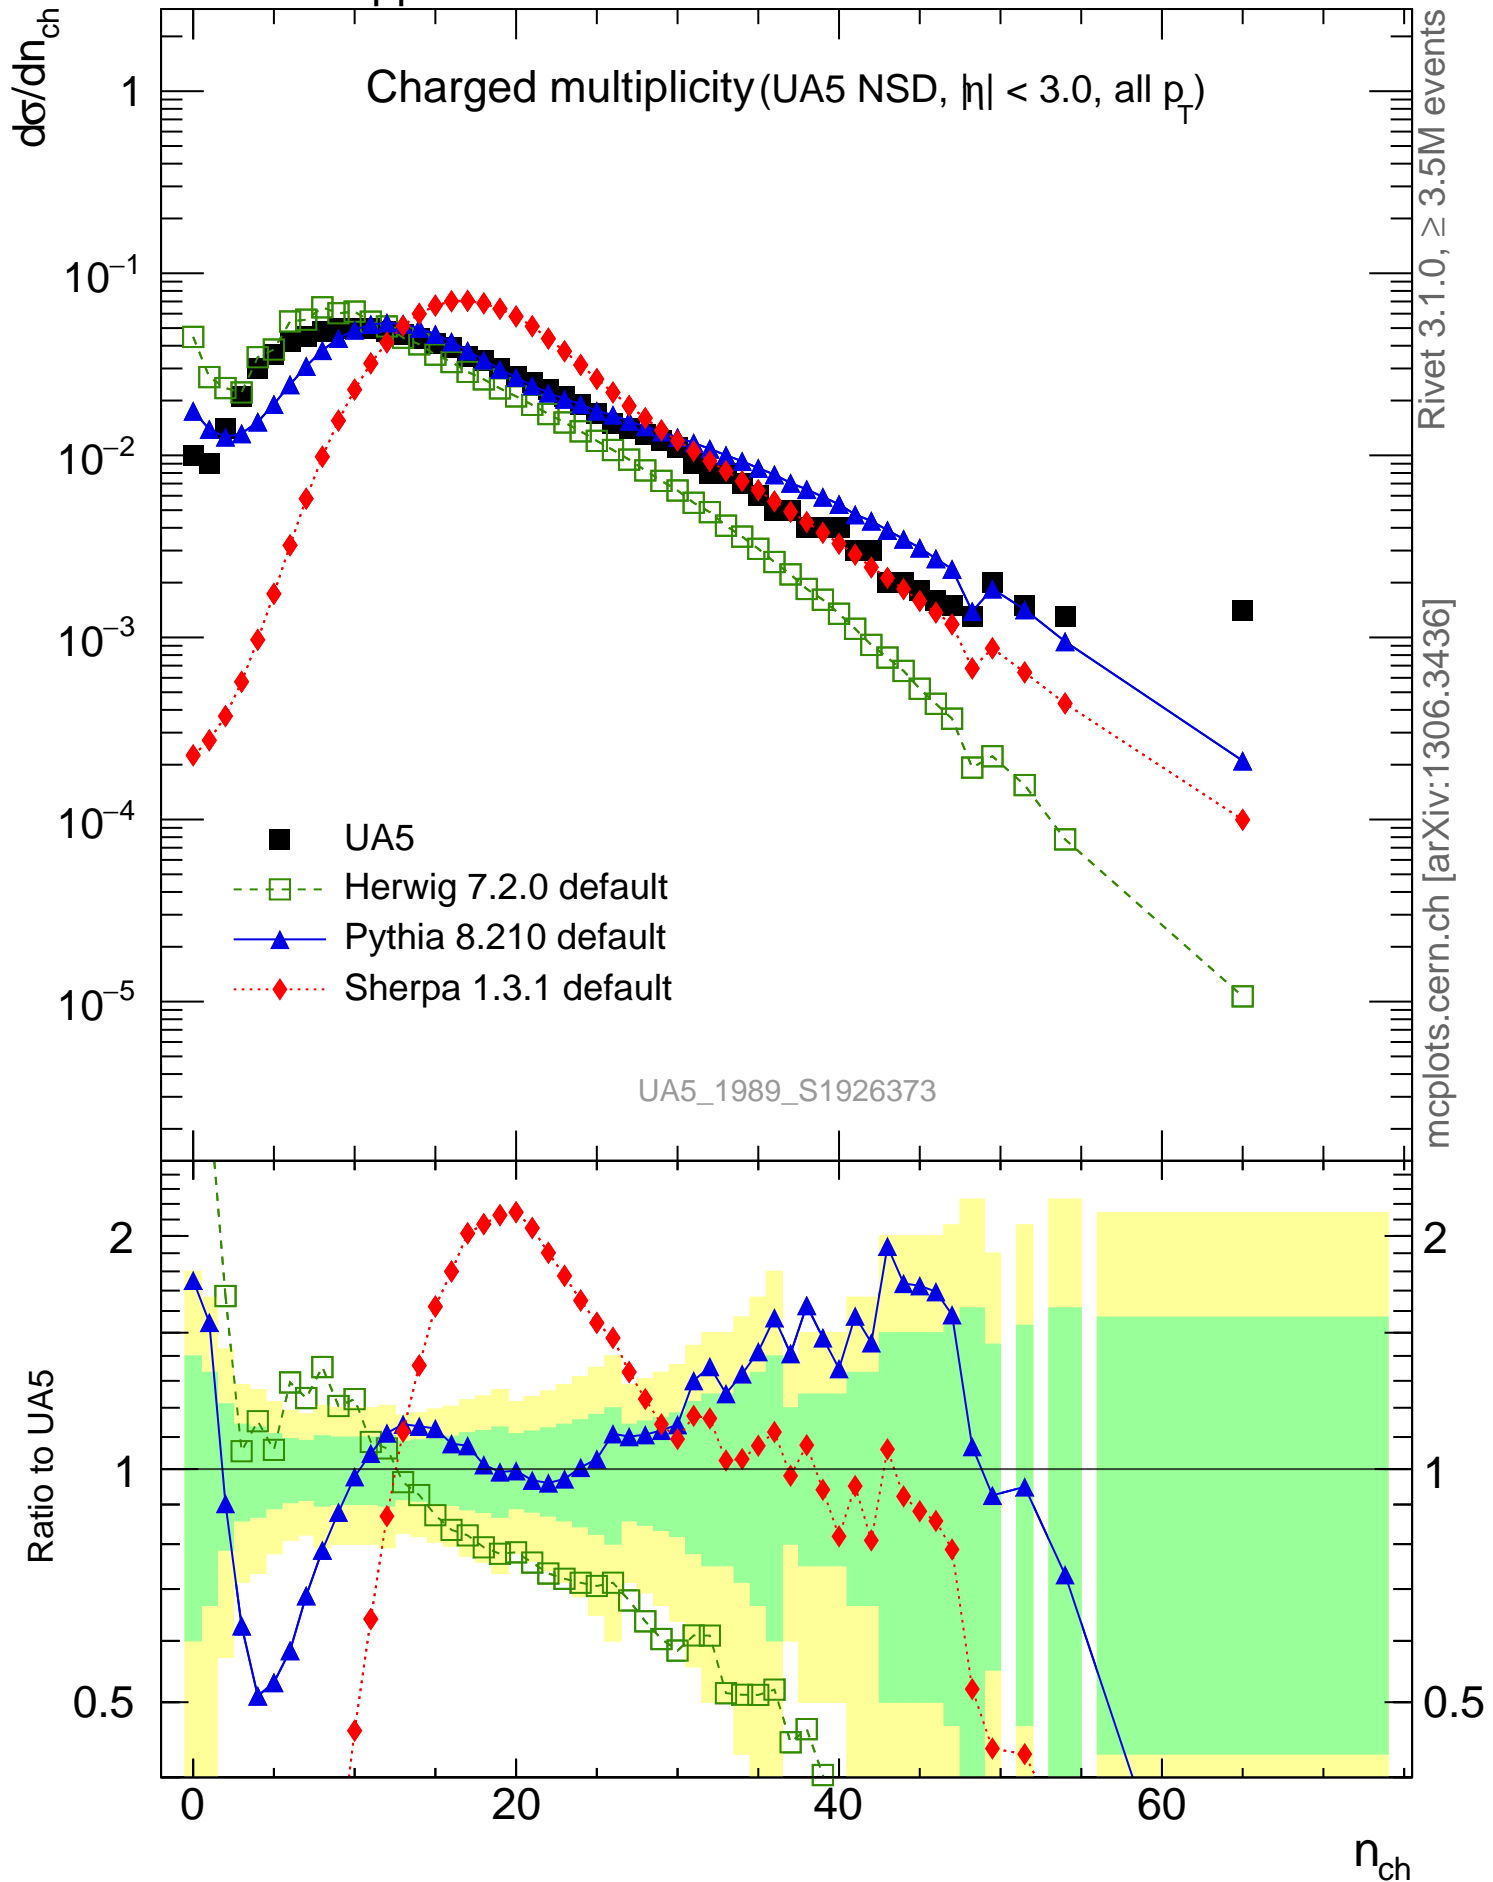 dσ/dn_ch
pp
Charged multiplicity (UA5 NSD, |η| < 3.0, all p_T)
1
10^−1
10^−2
10^−3
10^−4
10^−5
UA5
Herwig 7.2.0 default
Pythia 8.210 default
Sherpa 1.3.1 default
UA5_1989_S1926373
Rivet 3.1.0, ≥ 3.5M events
mcplots.cern.ch [arXiv:1306.3436]
Ratio to UA5
2
1
0.5
2
1
0.5
0 20 40 60
n_ch